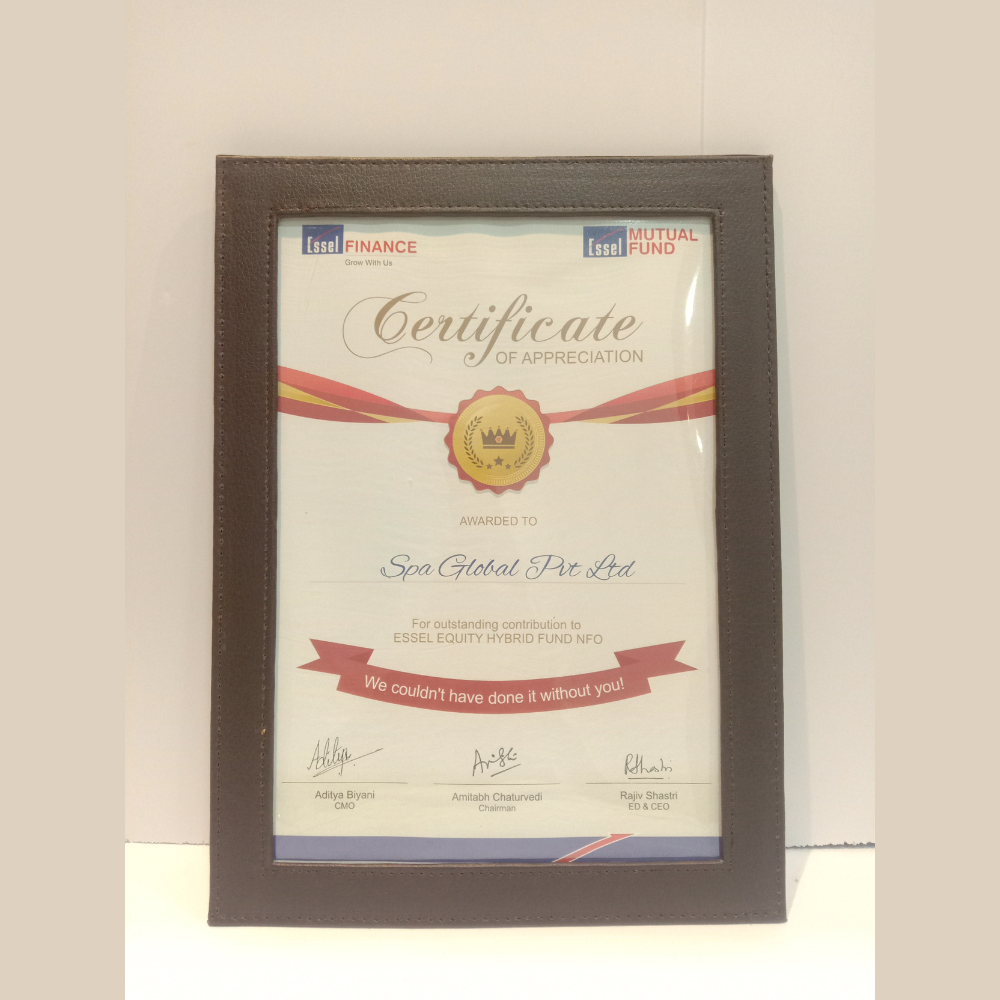 Essel FINANCE
Grow With Us
Essel MUTUAL
FUND
Certificate
OF APPRECIATION
AWARDED TO
Spa Global Pvt Ltd
For outstanding contribution to
ESSEL EQUITY HYBRID FUND NFO
We couldn't have done it without you!
Aditya Biyani
CMO
Amitabh Chaturvedi
Chairman
Rajiv Shastri
ED & CEO